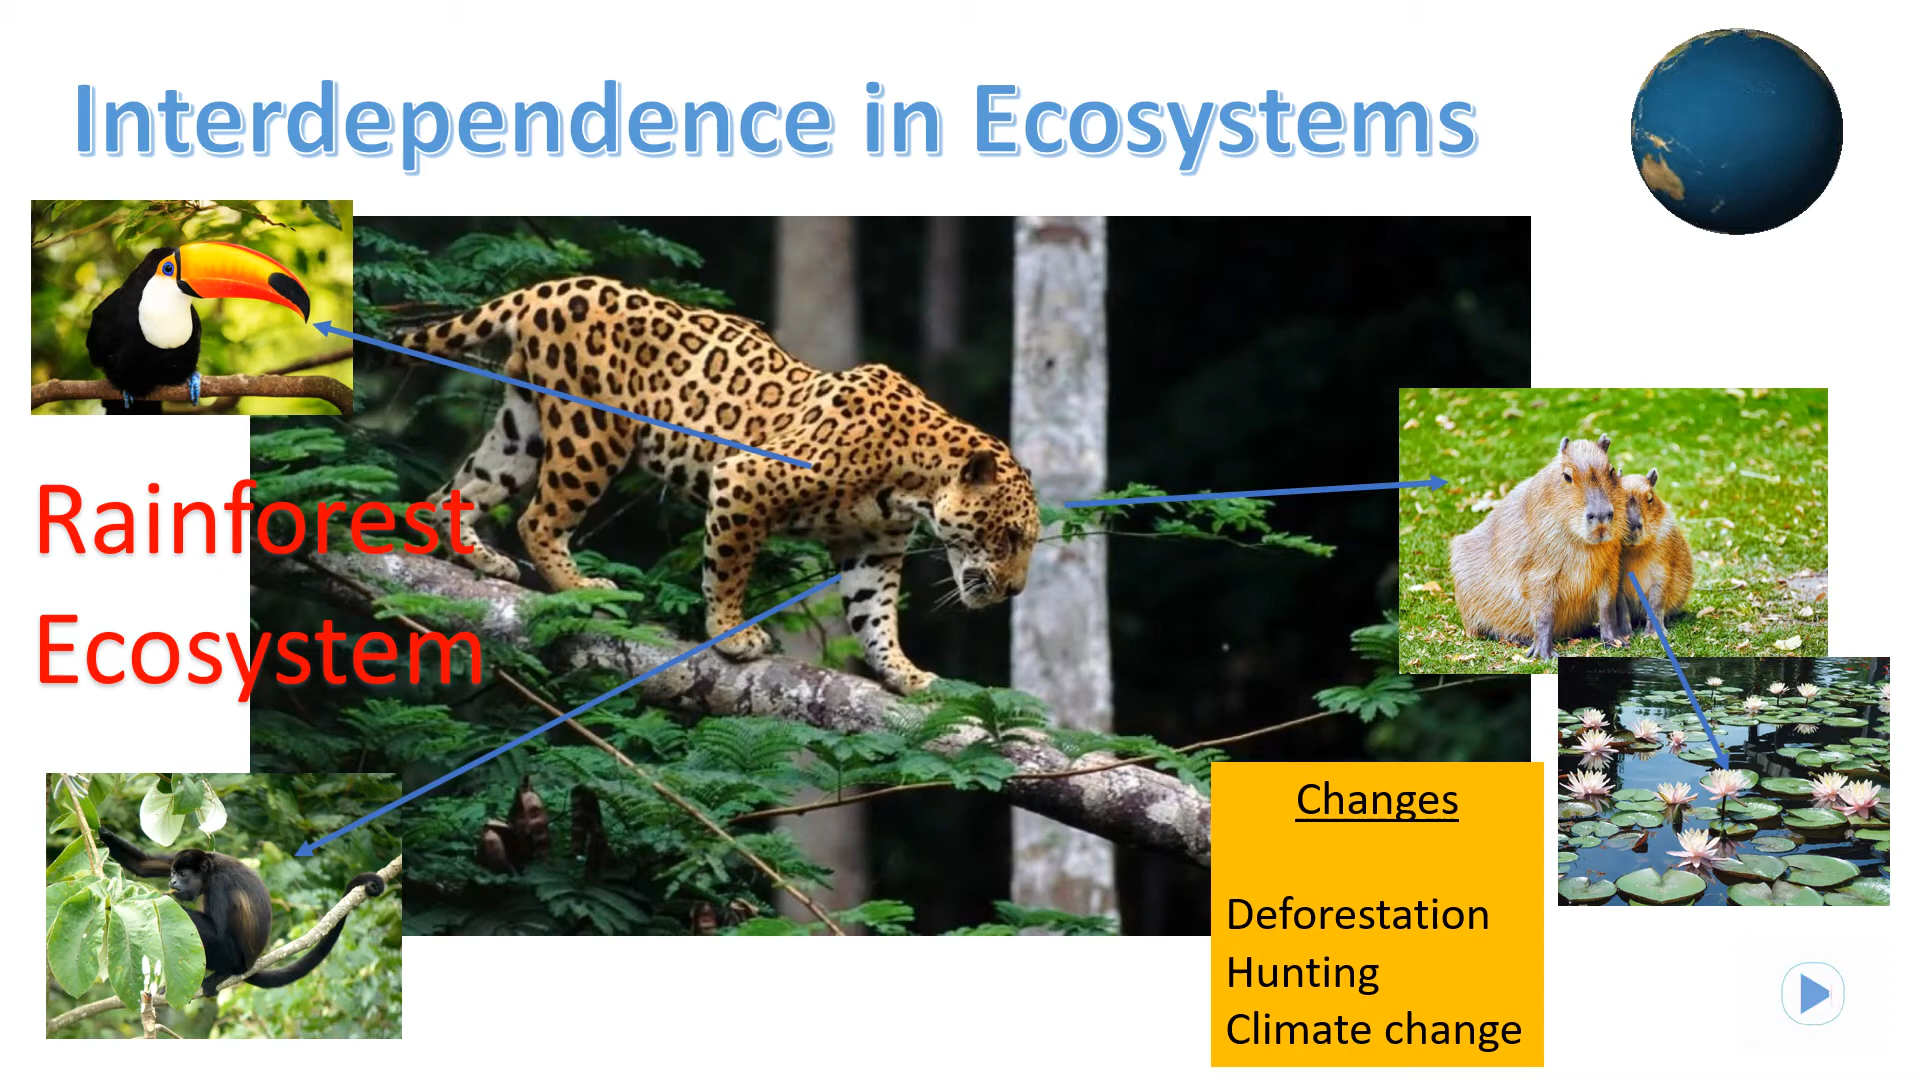 Interdependence in Ecosystems
Rainforest
Ecosystem
Changes
Deforestation
Hunting
Climate change